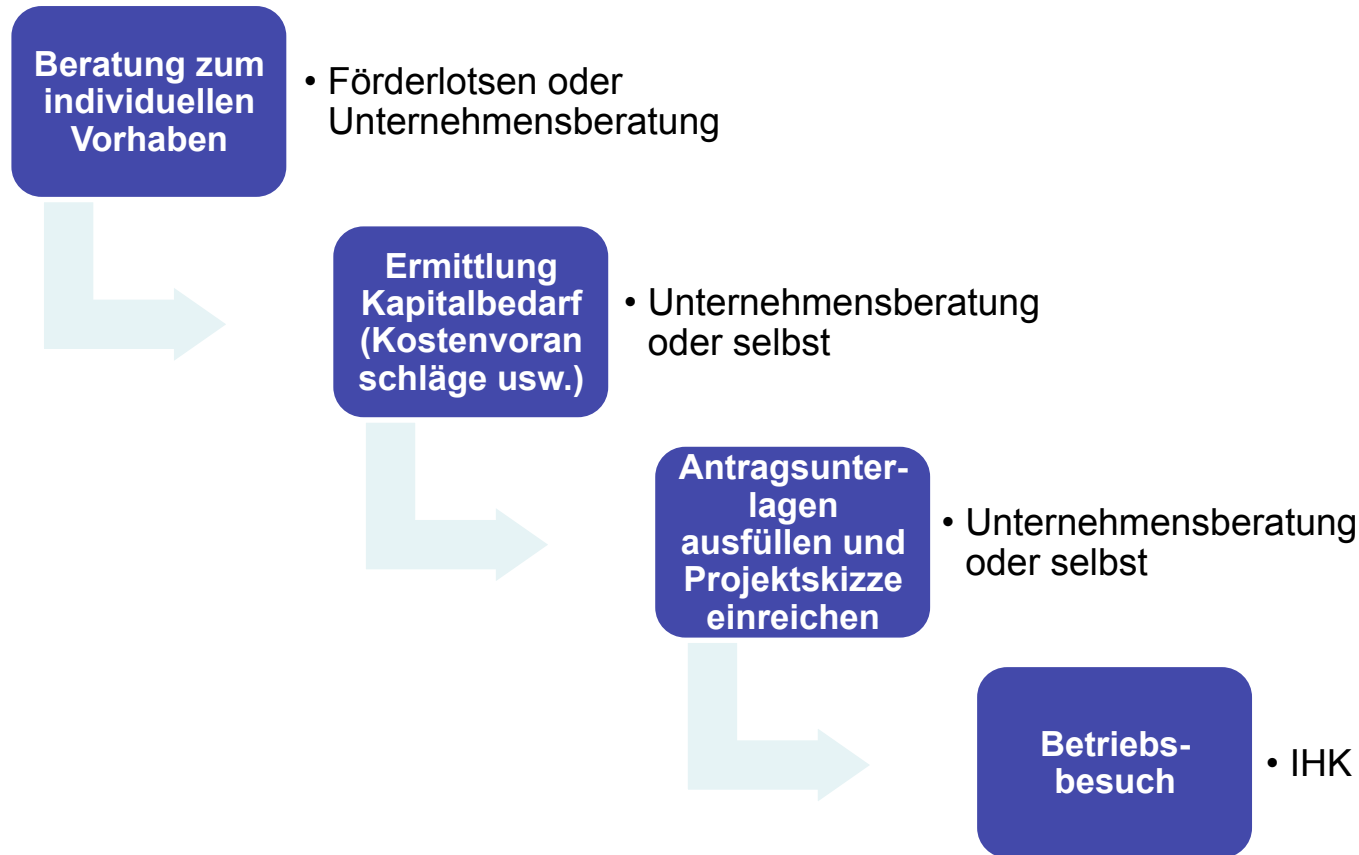 Beratung zum
individuellen
Vorhaben
• Förderlotsen oder
Unternehmensberatung
Ermittlung
Kapitalbedarf
(Kostenvoran
schläge usw.)
• Unternehmensberatung
oder selbst
Antragsunter-
lagen
ausfüllen und
Projektskizze
einreichen
• Unternehmensberatung
oder selbst
Betriebs-
besuch
• IHK